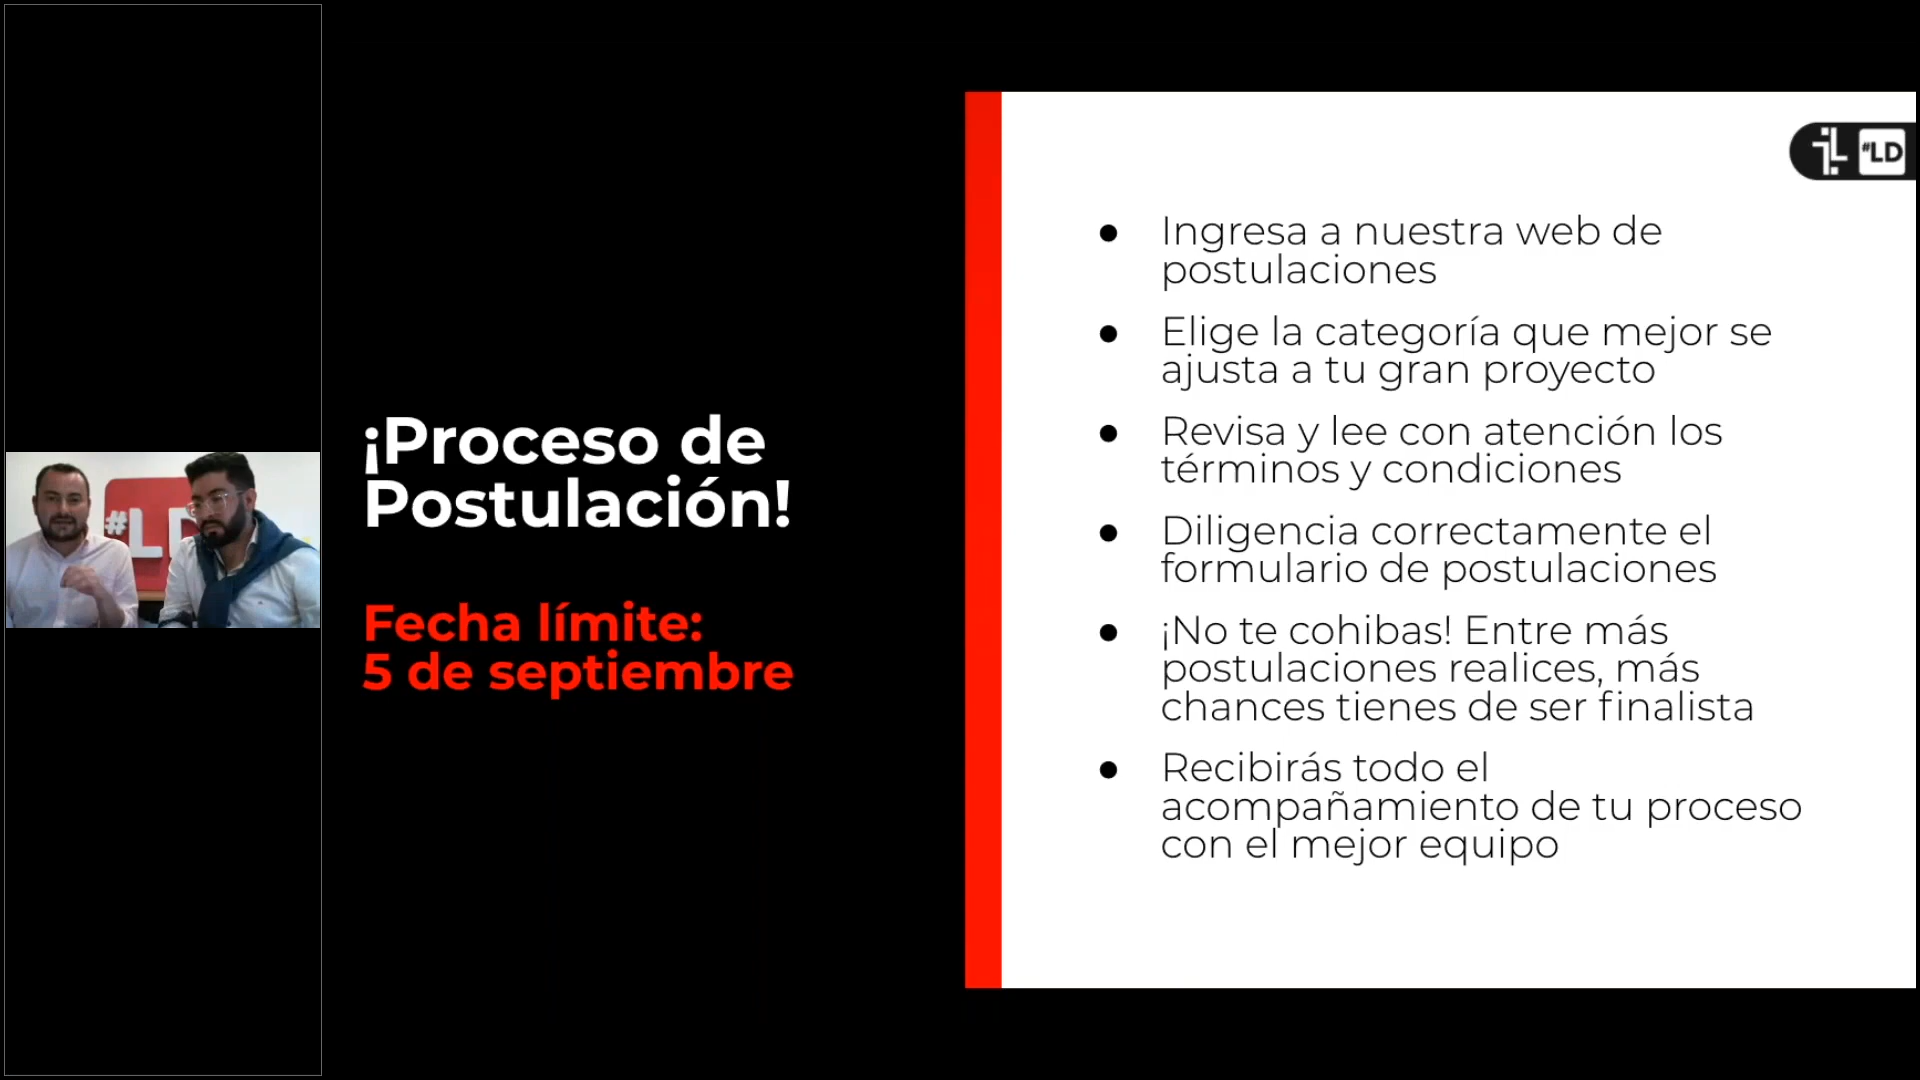 ¡Proceso de
Postulación!
Fecha límite:
5 de septiembre
#LD
#LD
Ingresa a nuestra web de
postulaciones
Elige la categoría que mejor se
ajusta a tu gran proyecto
Revisa y lee con atención los
términos y condiciones
Diligencia correctamente el
formulario de postulaciones
¡No te cohibas! Entre más
postulaciones realices, más
chances tienes de ser finalista
Recibirás todo el
acompañamiento de tu proceso
con el mejor equipo